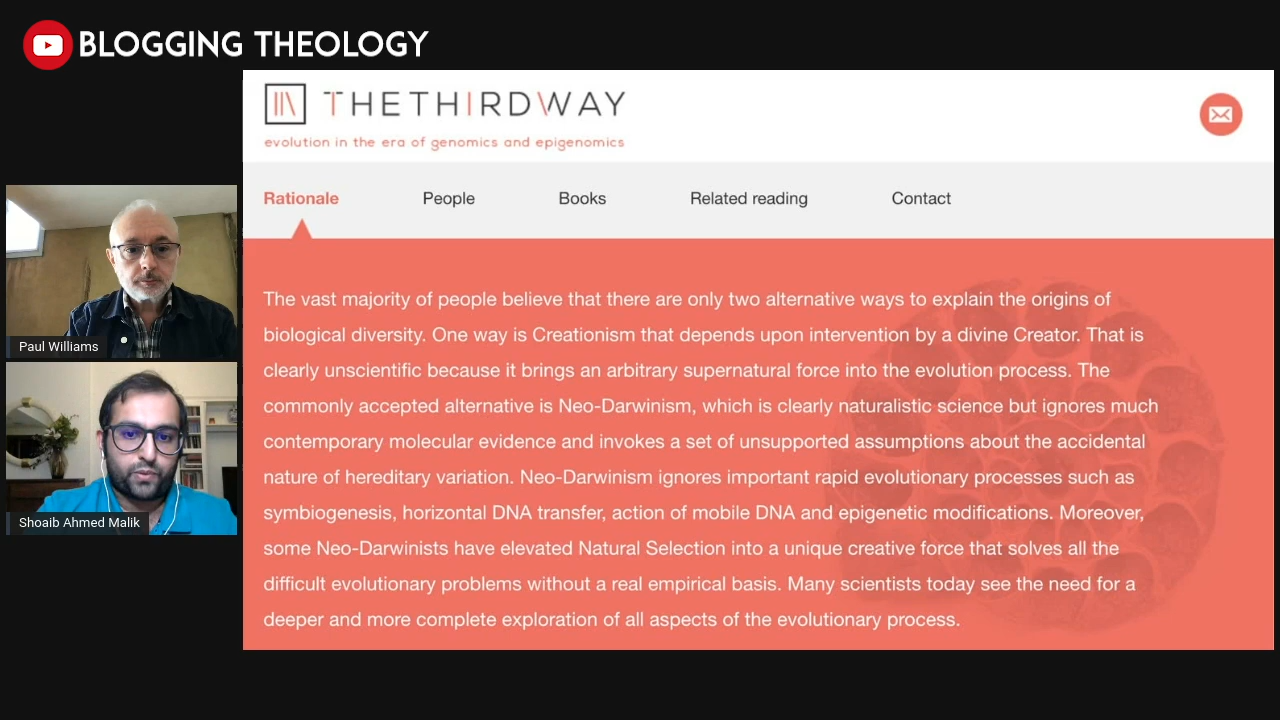 BLOGGING THEOLOGY
THETHIRDWAY
evolution in the era of genomics and epigenomics
Rationale People Books Related reading Contact
The vast majority of people believe that there are only two alternative ways to explain the origins of
biological diversity. One way is Creationism that depends upon intervention by a divine Creator. That is
clearly unscientific because it brings an arbitrary supernatural force into the evolution process. The
commonly accepted alternative is Neo-Darwinism, which is clearly naturalistic science but ignores much
contemporary molecular evidence and invokes a set of unsupported assumptions about the accidental
nature of hereditary variation. Neo-Darwinism ignores important rapid evolutionary processes such as
symbiogenesis, horizontal DNA transfer, action of mobile DNA and epigenetic modifications. Moreover,
some Neo-Darwinists have elevated Natural Selection into a unique creative force that solves all the
difficult evolutionary problems without a real empirical basis. Many scientists today see the need for a
deeper and more complete exploration of all aspects of the evolutionary process.
Paul Williams
Shoaib Ahmed Malik